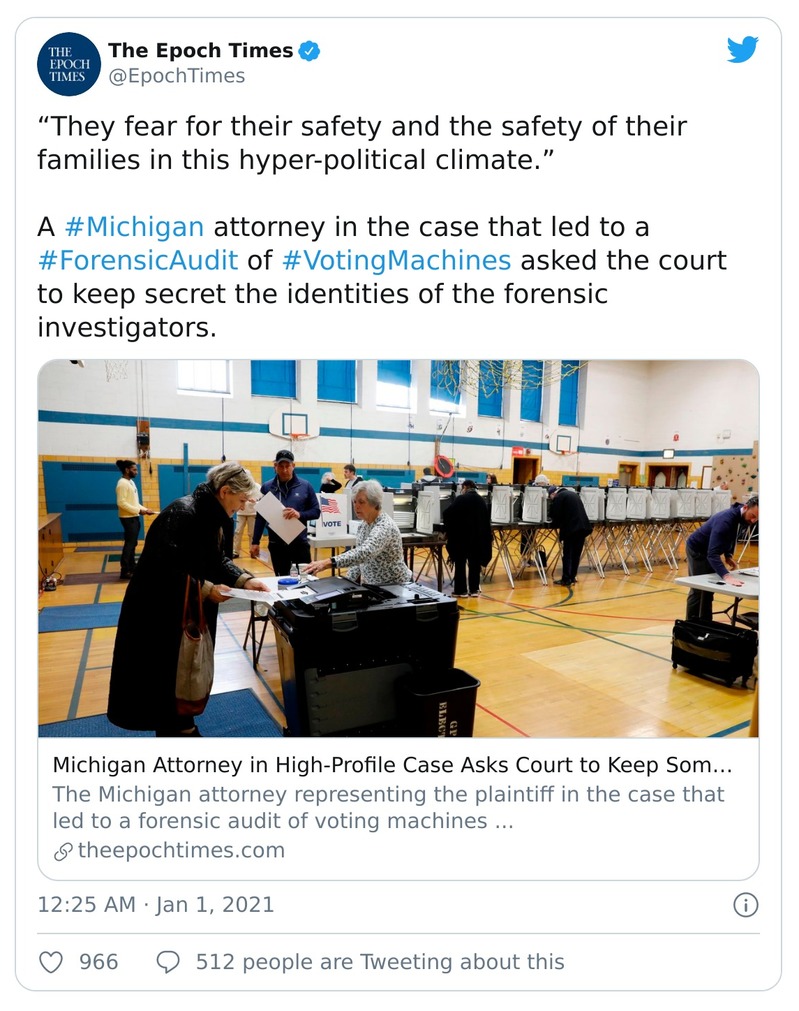 THE
EPOCH
TIMES
The Epoch Times
@EpochTimes
“They fear for their safety and the safety of their
families in this hyper-political climate.”
A #Michigan attorney in the case that led to a
#ForensicAudit of #VotingMachines asked the court
to keep secret the identities of the forensic
investigators.
VOTE
Michigan Attorney in High-Profile Case Asks Court to Keep Som...
The Michigan attorney representing the plaintiff in the case that
led to a forensic audit of voting machines ...
theepochtimes.com
12:25 AM · Jan 1, 2021
966
512 people are Tweeting about this